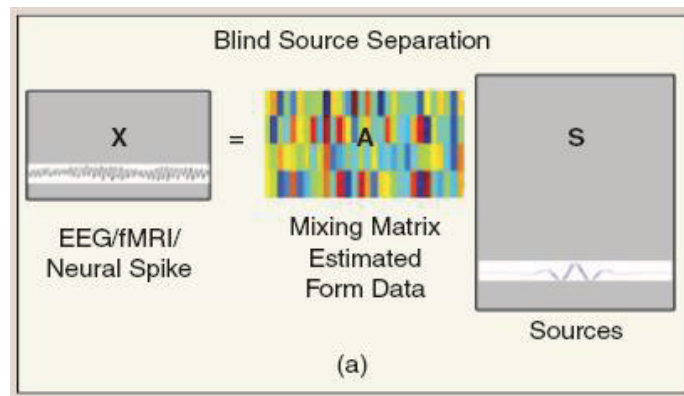 Blind Source Separation
X
=
A
S
EEG/fMRI/
Neural Spike
Mixing Matrix
Estimated
Form Data
Sources
(a)